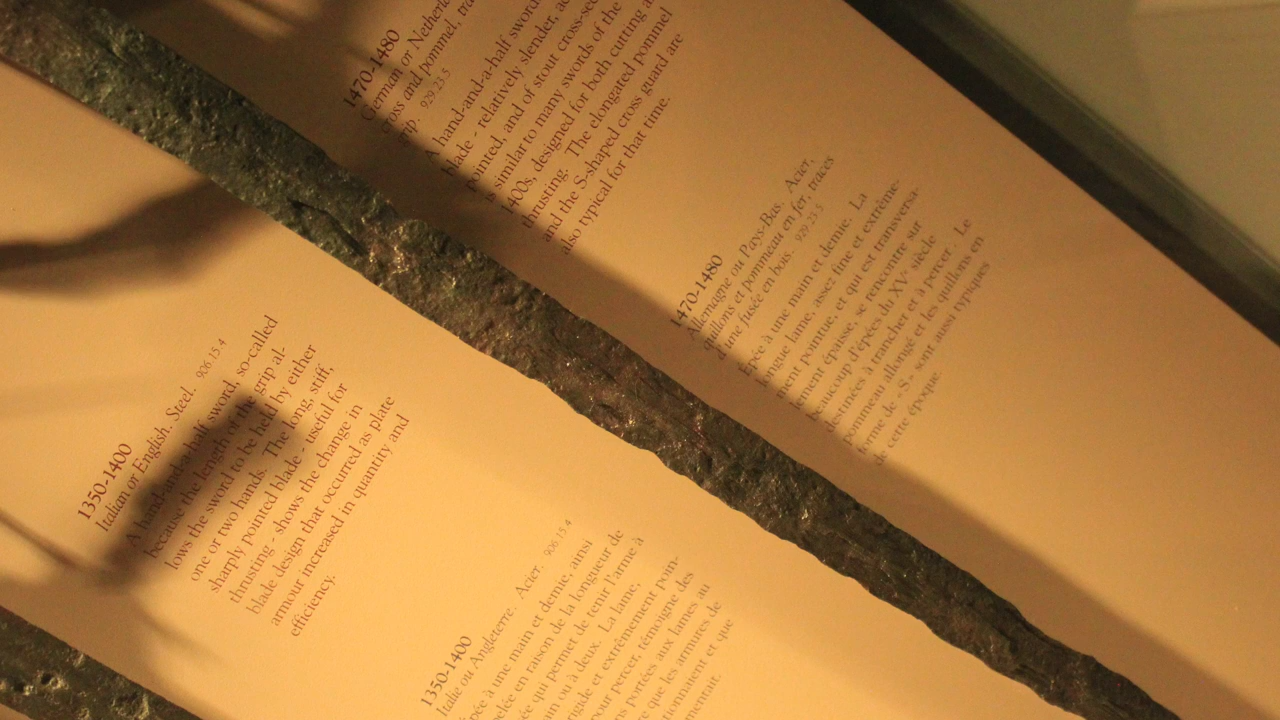 1470-1480
German or
cross and pommel,
grip. 929.23.5
A hand-and-a-half sword
blade - relatively slender,
pointed, and of stout
is similar to many swords of the
1400s, designed for both cutting
thrusting. The elongated pommel
and the S-shaped cross guard are
also typical for that time.
1470-1480
Allemagne ou Pays-Bas. Acier,
quillons et pommeau en fer, traces
d'une fusée en bois. 929.23.5
Épée à une main et demie. La
longue lame, assez fine et extrême-
ment pointue, et qui est transversa-
lement épaisse, se rencontre sur
beaucoup d'épées du XVe siècle
destinées à trancher et à percer. Le
pommeau allongé et les quillons en
forme de «S» sont aussi typiques
de cette époque.
1350-1400
Italian or English. Steel. 906.15.4
A hand-and-a-half sword, so-called
because the length of the grip al-
lows the sword to be held by either
one or two hands. The long, stiff,
sharply pointed blade - useful for
thrusting - shows the change in
blade design that occurred as plate
armour increased in quantity and
efficiency.
1350-1400
Italie ou Angleterre. Acier. 906.15.4
à une main et demie, ainsi
en raison de la longueur de
qui permet de tenir l'arme à
ou à deux. La lame,
et extrêmement poin-
pour percer, témoigne des
portées aux lames au
que les armures de
et que